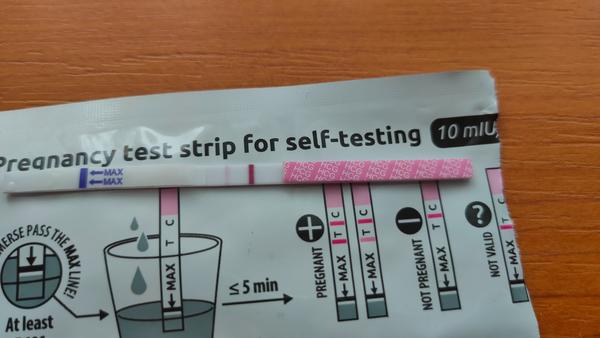 Pregnancy test strip for self-testing 10 mIU
MAX
MAX
PASS THE MAX LINE!
At least
MAX T C
≤ 5 min
+
PREGNANT
MAX T C
MAX T C
−
NOT PREGNANT
MAX T C
?
NOT VALID
MAX T